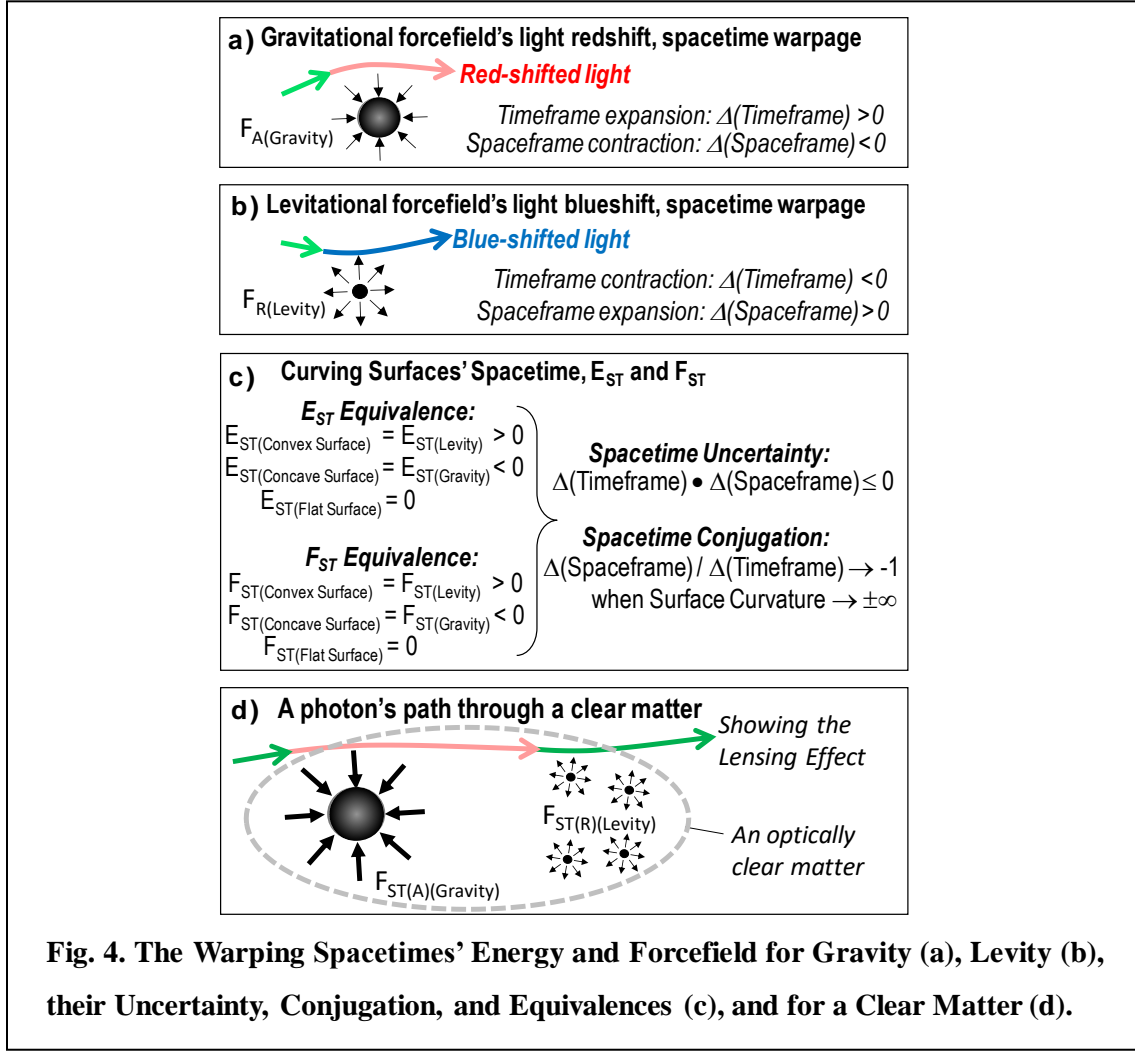 a) Gravitational forcefield's light redshift, spacetime warpage
Red-shifted light
F_A(Gravity)
Timeframe expansion: Δ(Timeframe) >0
Spaceframe contraction: Δ(Spaceframe)<0
b) Levitational forcefield's light blueshift, spacetime warpage
Blue-shifted light
F_R(Levity)
Timeframe contraction: Δ(Timeframe) <0
Spaceframe expansion: Δ(Spaceframe)>0
c) Curving Surfaces' Spacetime, E_ST and F_ST
E_ST Equivalence:
E_ST(Convex Surface) = E_ST(Levity) > 0
E_ST(Concave Surface) = E_ST(Gravity) < 0
E_ST(Flat Surface) = 0
F_ST Equivalence:
F_ST(Convex Surface) = F_ST(Levity) > 0
F_ST(Concave Surface) = F_ST(Gravity) < 0
F_ST(Flat Surface) = 0
Spacetime Uncertainty:
Δ(Timeframe) • Δ(Spaceframe) ≤ 0
Spacetime Conjugation:
Δ(Spaceframe) / Δ(Timeframe) → -1
when Surface Curvature → ±∞
d) A photon's path through a clear matter
Showing the
Lensing Effect
F_ST(R)(Levity)
F_ST(A)(Gravity)
An optically
clear matter
Fig. 4. The Warping Spacetimes' Energy and Forcefield for Gravity (a), Levity (b),
their Uncertainty, Conjugation, and Equivalences (c), and for a Clear Matter (d).